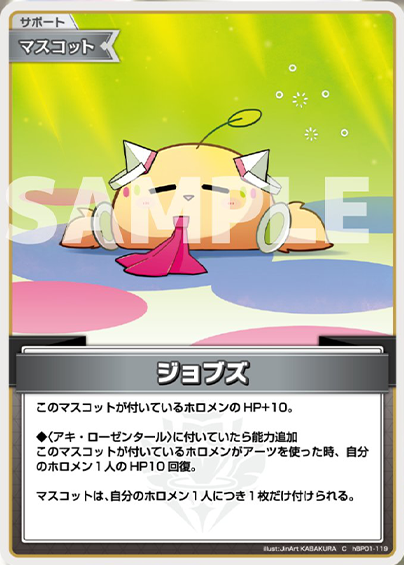 サポート
マスコット
SAMPLE
ジョブズ
このマスコットが付いているホロメンのHP+10。
◆〈アキ・ローゼンタール〉に付いていたら能力追加
このマスコットが付いているホロメンがアーツを使った時、自分
のホロメン1人のHP10回復。
マスコットは、自分のホロメン1人につき1枚だけ付けられる。
illust:JinArt KABAKURA C hBP01-119